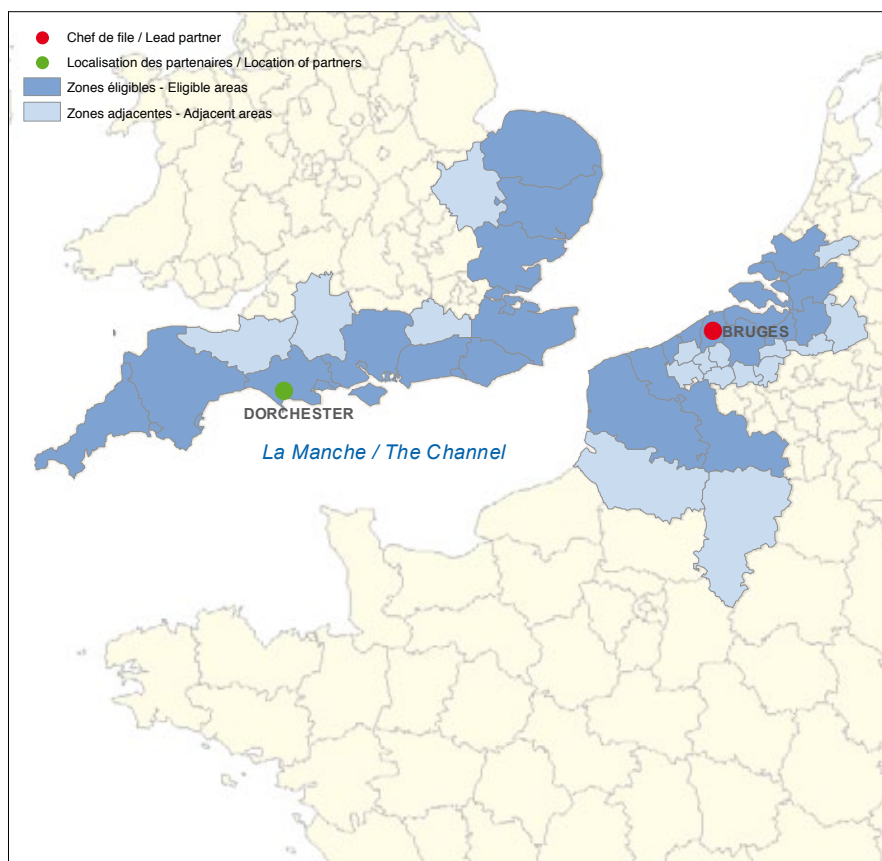 Chef de file / Lead partner
Localisation des partenaires / Location of partners
Zones éligibles - Eligible areas
Zones adjacentes - Adjacent areas
BRUGES
DORCHESTER
La Manche / The Channel